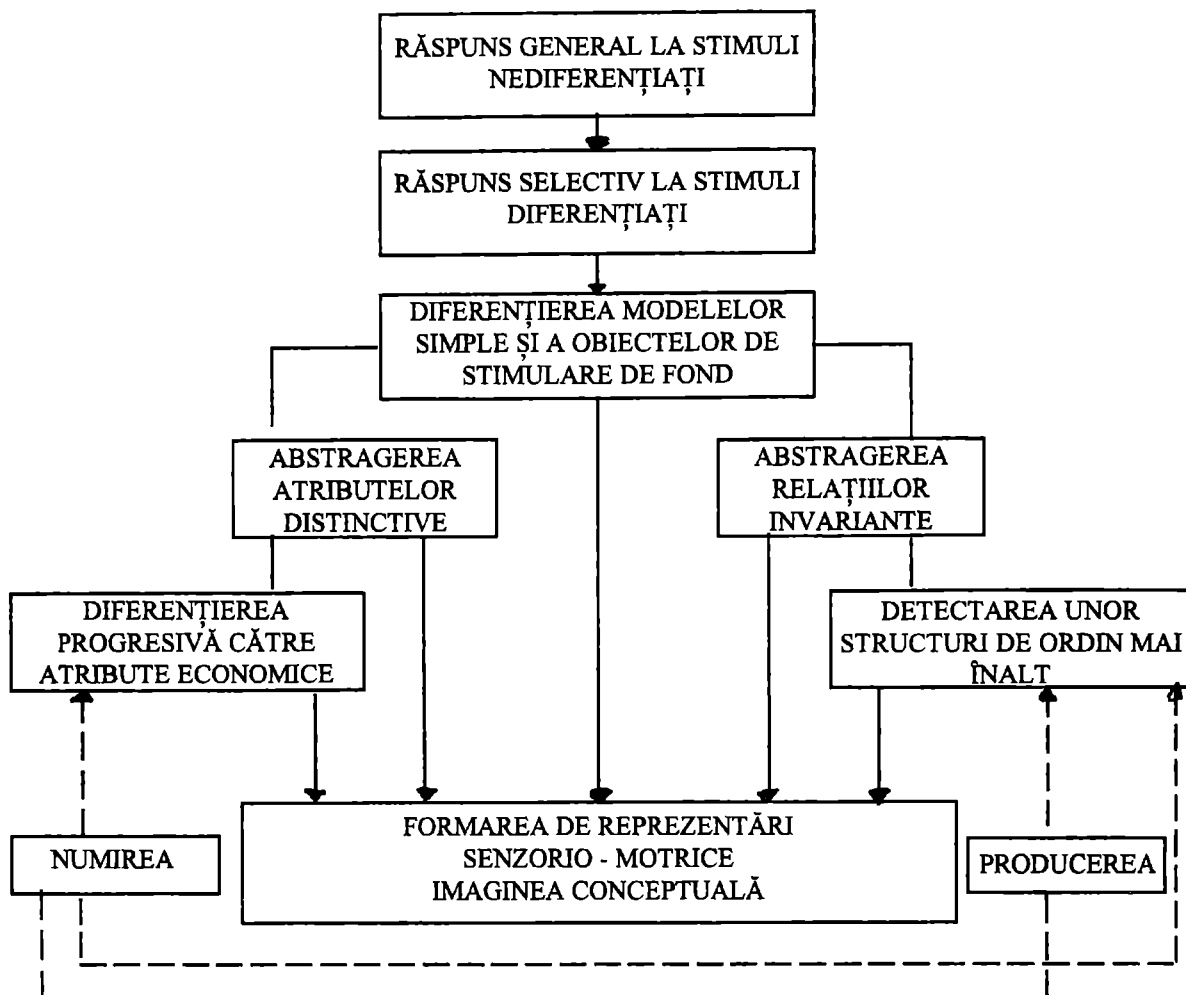 RĂSPUNS GENERAL LA STIMULI
NEDIFERENȚIAȚI
RĂSPUNS SELECTIV LA STIMULI
DIFERENȚIAȚI
DIFERENȚIEREA MODELELOR
SIMPLE ȘI A OBIECTELOR DE
STIMULARE DE FOND
ABSTRAGEREA
ATRIBUTELOR
DISTINCTIVE
ABSTRAGEREA
RELAȚIILOR
INVARIANTE
DIFERENȚIEREA
PROGRESIVĂ CĂTRE
ATRIBUTE ECONOMICE
DETECTAREA UNOR
STRUCTURI DE ORDIN MAI
ÎNALT
NUMIREA
FORMAREA DE REPREZENTĂRI
SENZORIO - MOTRICE
IMAGINEA CONCEPTUALĂ
PRODUCEREA